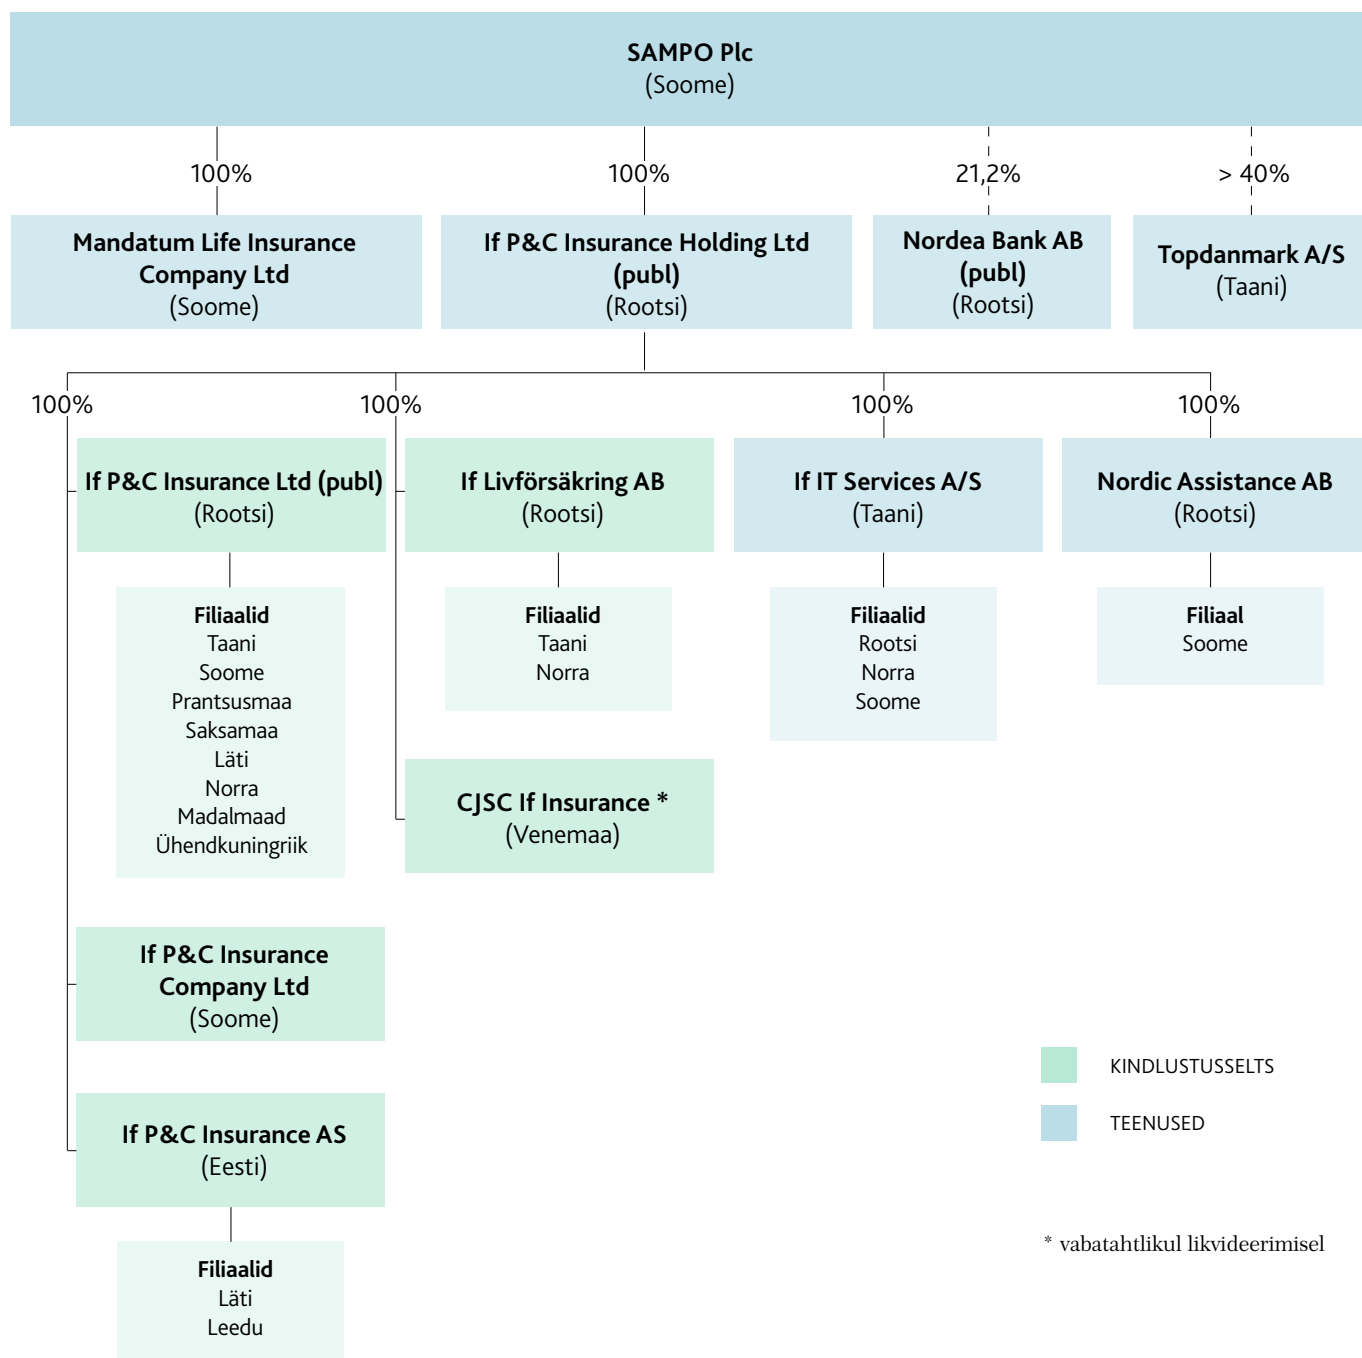 SAMPO Plc
(Soome)
100%
100%
21,2%
> 40%
Mandatum Life Insurance
Company Ltd
(Soome)
If P&C Insurance Holding Ltd
(publ)
(Rootsi)
Nordea Bank AB
(publ)
(Rootsi)
Topdanmark A/S
(Taani)
100%
100%
100%
100%
If P&C Insurance Ltd (publ)
(Rootsi)
If Livförsäkring AB
(Rootsi)
If IT Services A/S
(Taani)
Nordic Assistance AB
(Rootsi)
Filiaalid
Taani
Soome
Prantsusmaa
Saksamaa
Läti
Norra
Madalmaad
Ühendkuningriik
Filiaalid
Taani
Norra
Filiaalid
Rootsi
Norra
Soome
Filiaal
Soome
CJSC If Insurance *
(Venemaa)
If P&C Insurance
Company Ltd
(Soome)
If P&C Insurance AS
(Eesti)
Filiaalid
Läti
Leedu
KINDLUSTUSSELTS
TEENUSED
* vabatahtlikul likvideerimisel